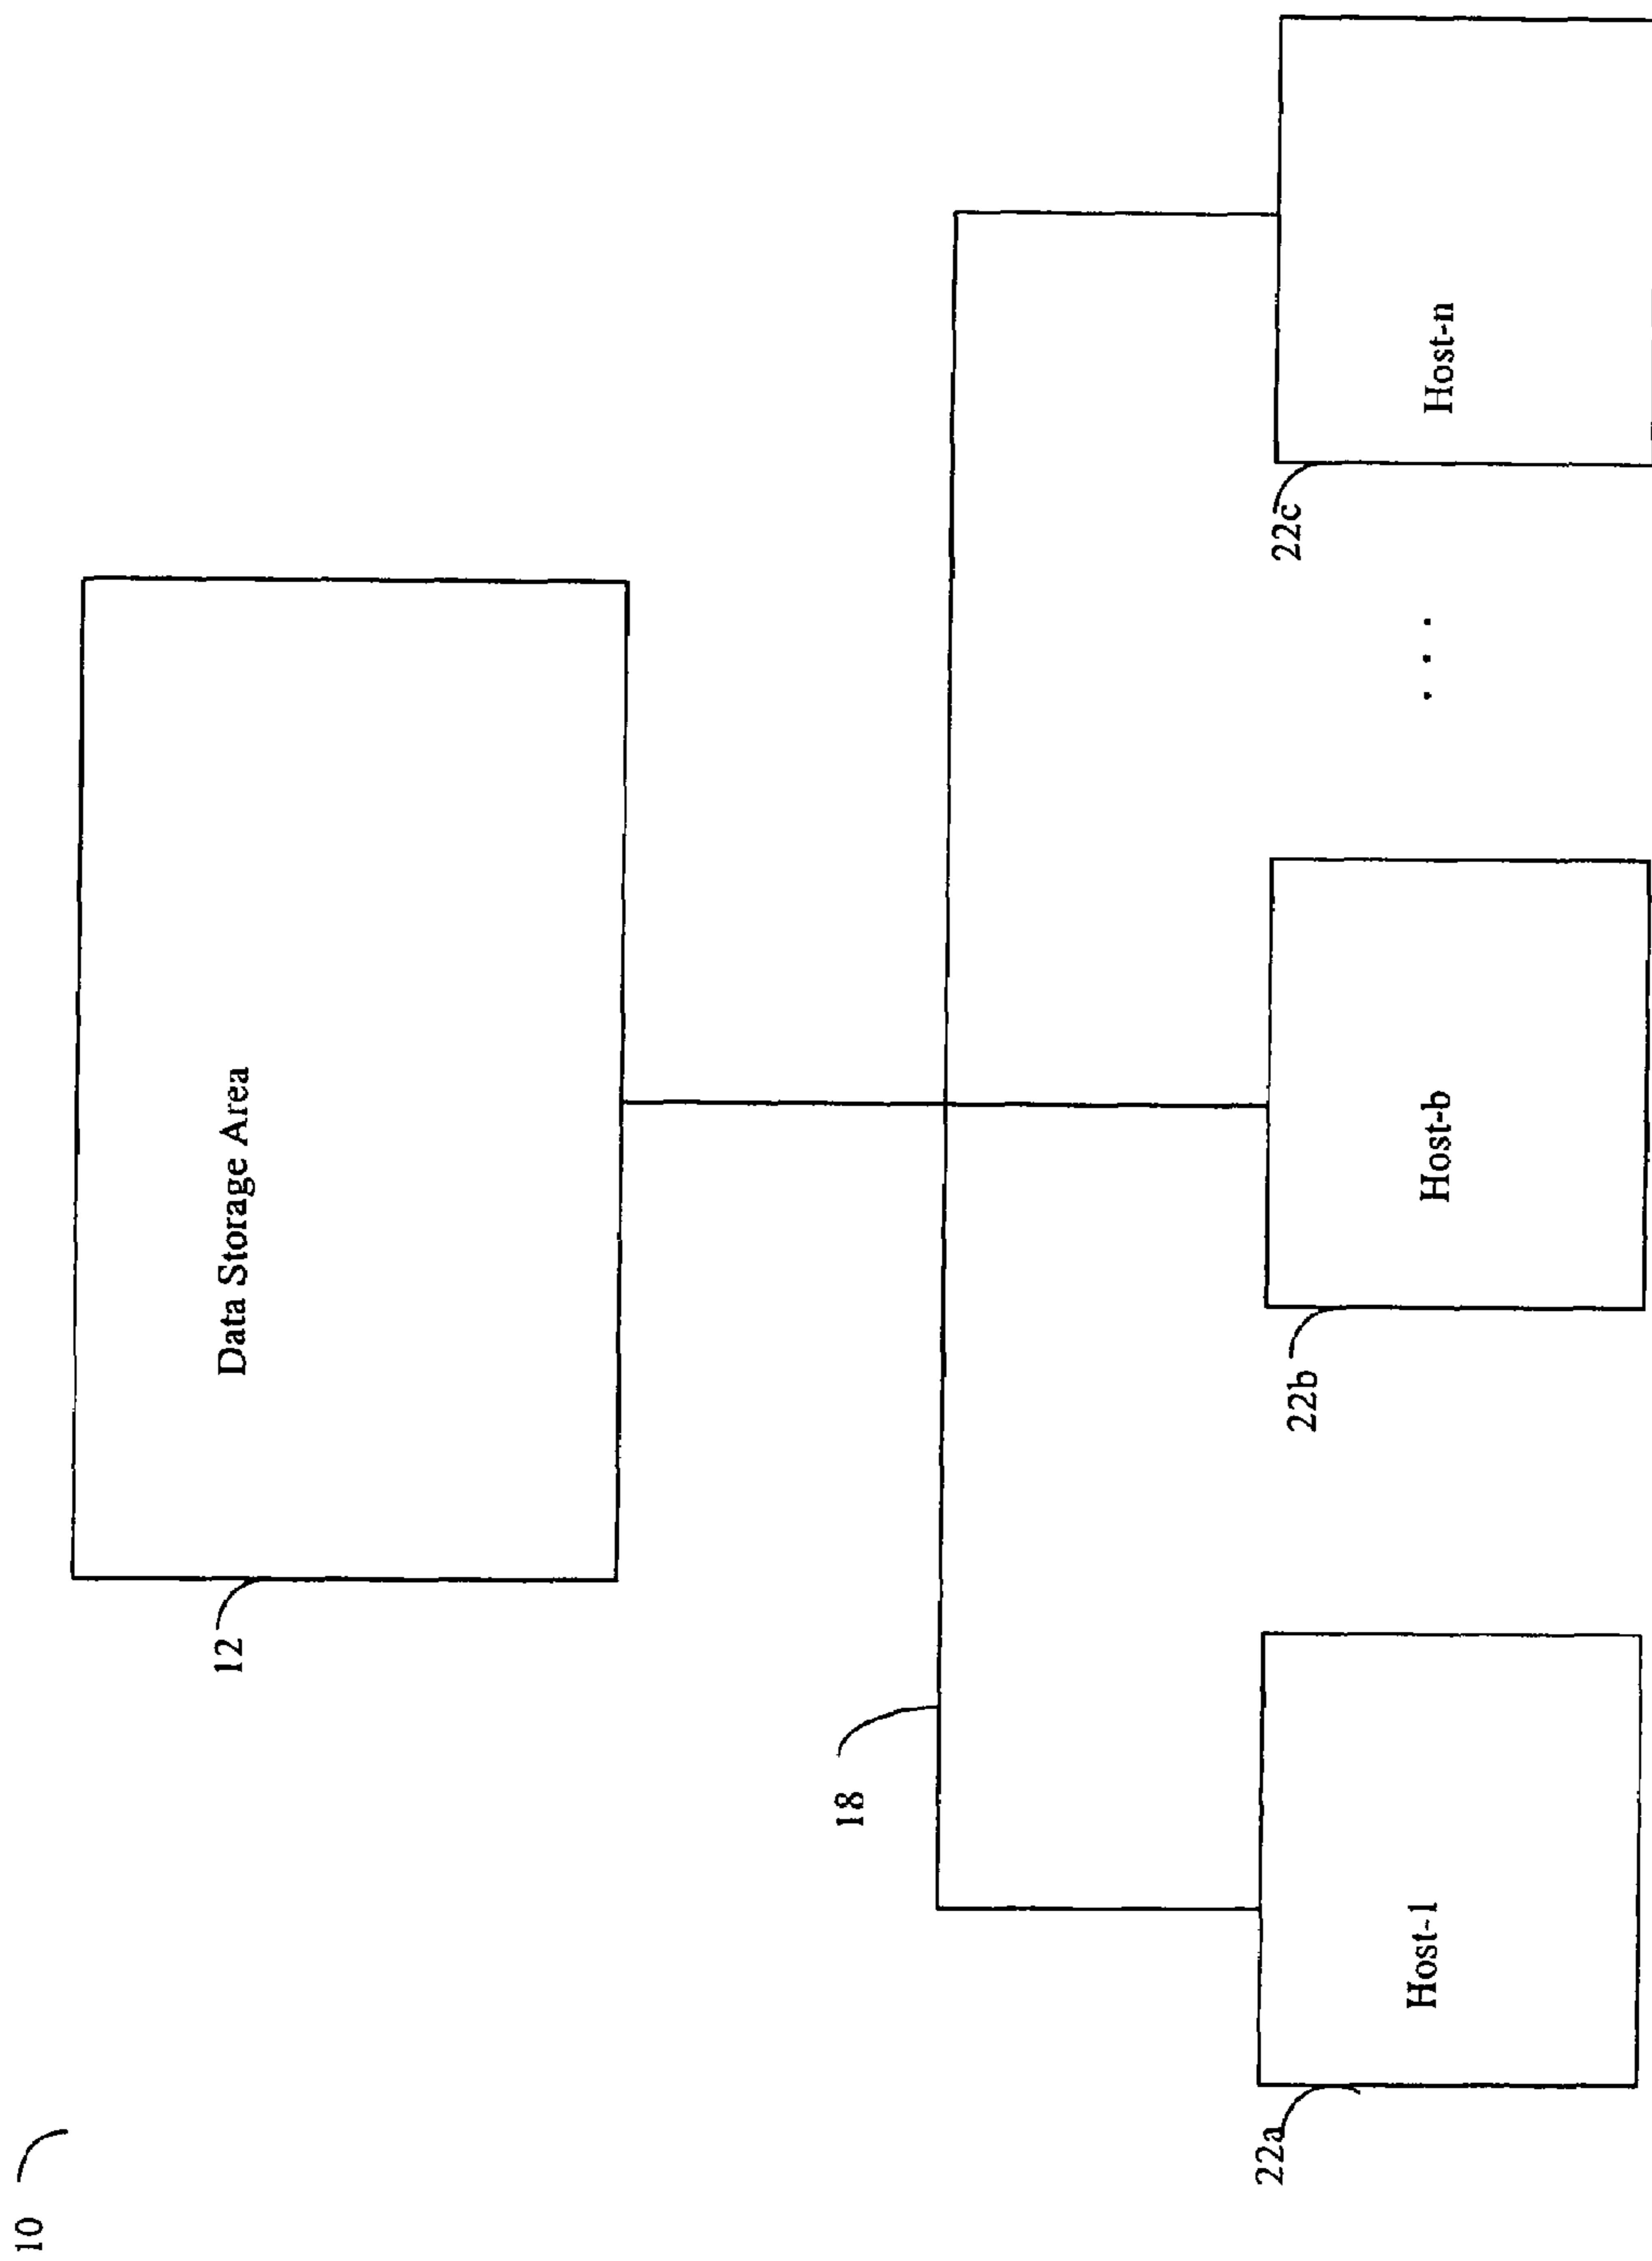 10
Data Storage Area
12
18
Host-1
22a
Host-b
22b
. . .
Host-n
22c